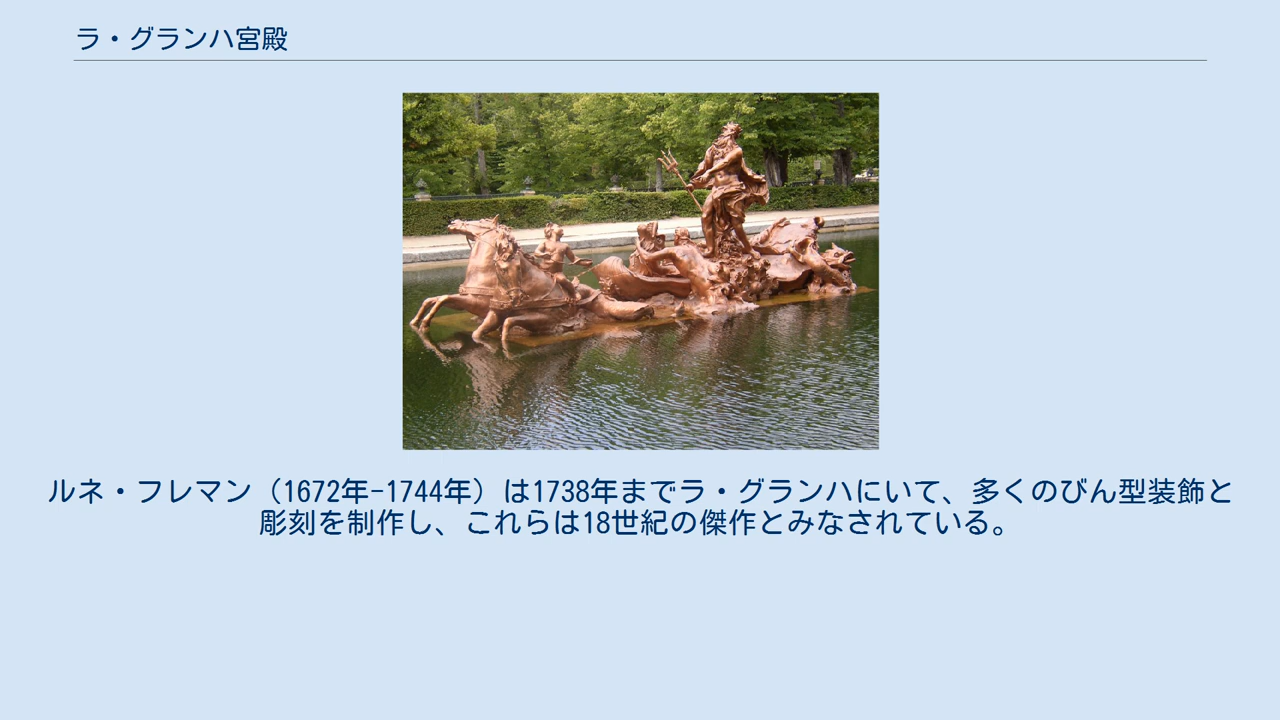 ラ・グランハ宮殿
ルネ・フレマン（1672年-1744年）は1738年までラ・グランハにいて、多くのびん型装飾と
彫刻を制作し、これらは18世紀の傑作とみなされている。